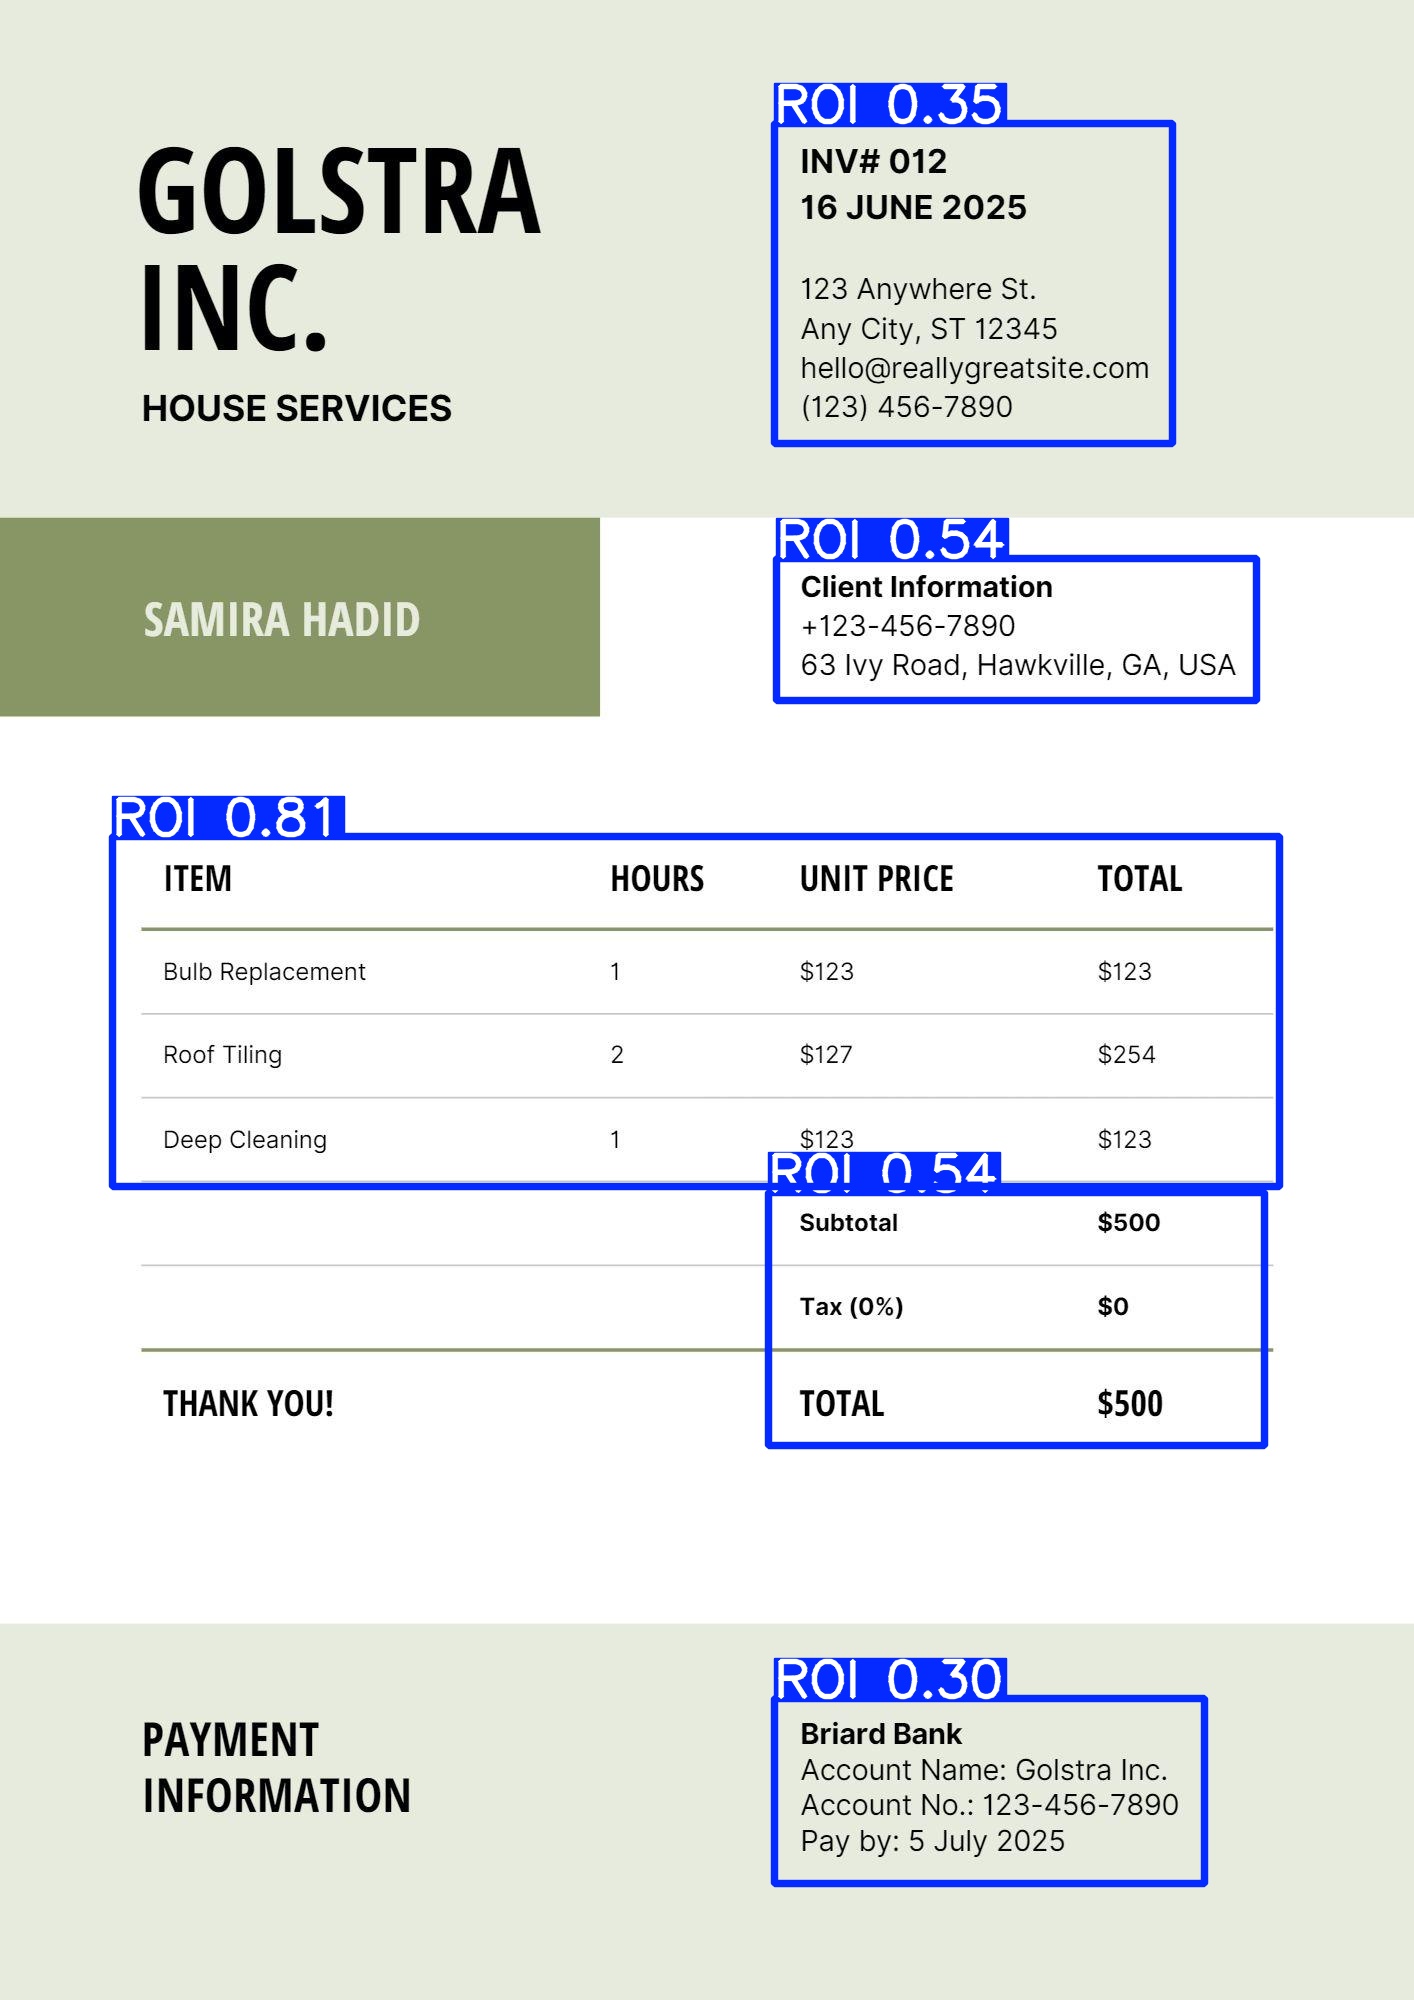 ROI 0.35
GOLSTRA
INC.
HOUSE SERVICES
INV# 012
16 JUNE 2025
123 Anywhere St.
Any City, ST 12345
hello@reallygreatsite.com
(123) 456-7890
SAMIRA HADID
ROI 0.54
Client Information
+123-456-7890
63 Ivy Road, Hawkville, GA, USA
ROI 0.81
ITEM HOURS UNIT PRICE TOTAL
Bulb Replacement 1 $123 $123
Roof Tiling 2 $127 $254
Deep Cleaning 1 $123 $123
ROI 0.54
Subtotal $500
Tax (0%) $0
THANK YOU! TOTAL $500
PAYMENT
INFORMATION
ROI 0.30
Briard Bank
Account Name: Golstra Inc.
Account No.: 123-456-7890
Pay by: 5 July 2025